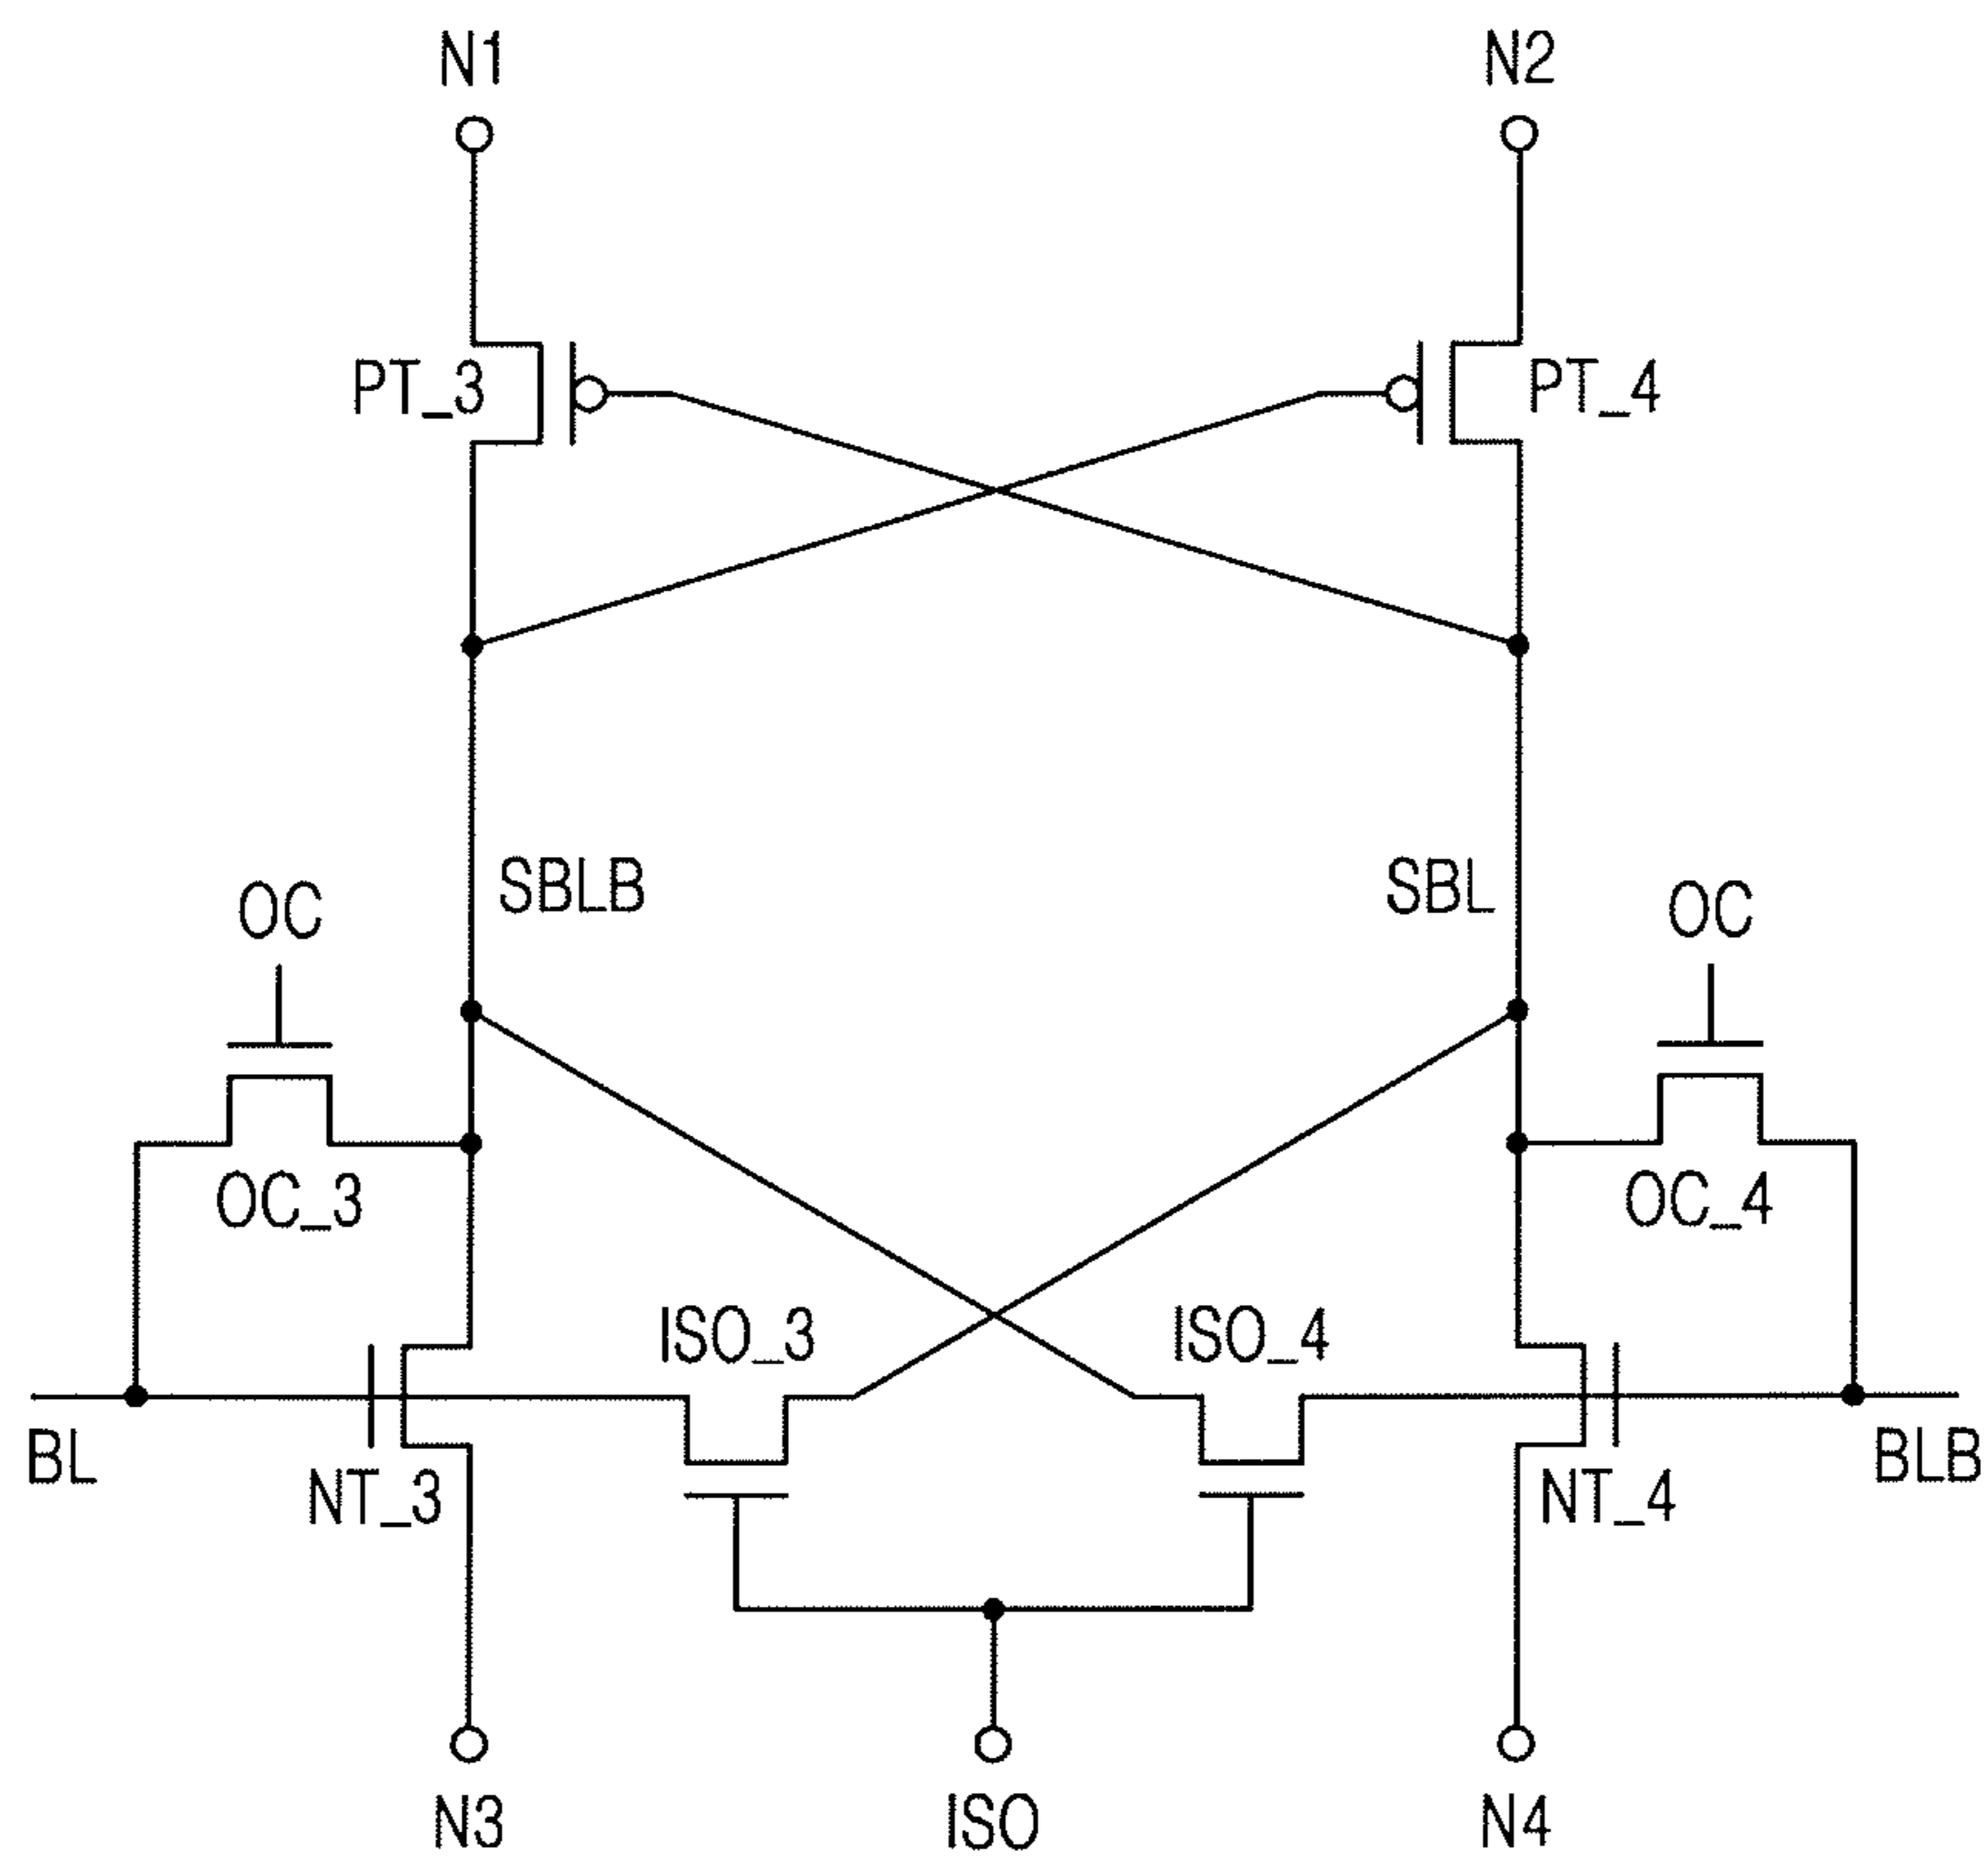 N1
N2
PT_3
PT_4
SBLB
SBL
OC
OC
OC_3
OC_4
ISO_3
ISO_4
BL
BLB
NT_3
NT_4
N3
ISO
N4